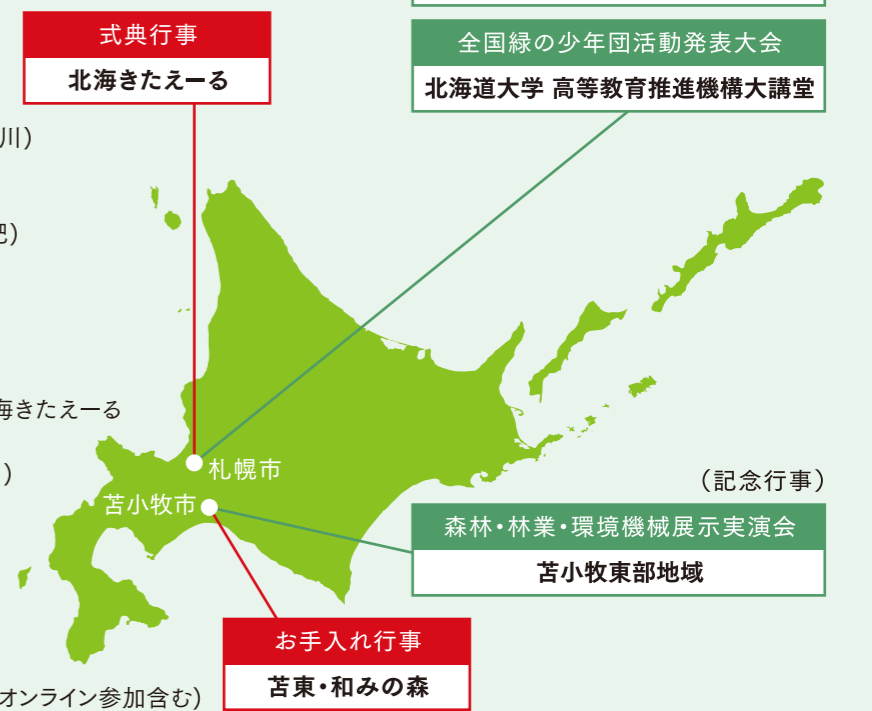 式典行事
北海きたえーる
全国緑の少年団活動発表大会
北海道大学 高等教育推進機構大講堂
川）
）
海きたえーる
）
札幌市
苫小牧市
（記念行事）
森林・林業・環境機械展示実演会
苫小牧東部地域
お手入れ行事
苫東・和みの森
オンライン参加含む）